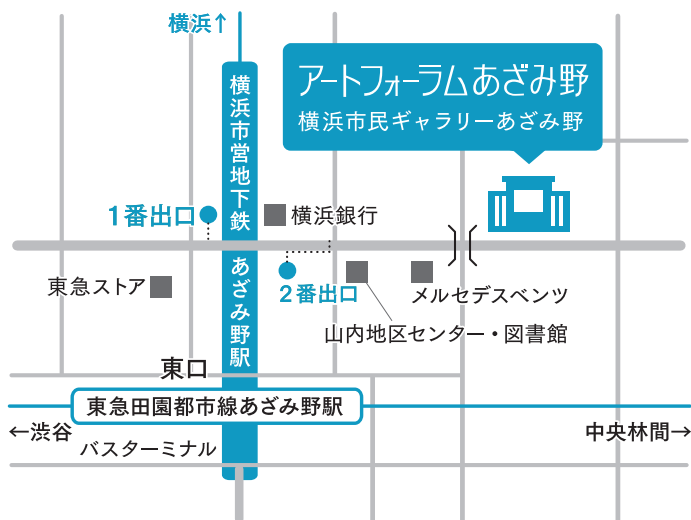 横浜↑
アートフォーラムあざみ野
横浜市民ギャラリーあざみ野
横浜市営地下鉄 あざみ野駅
1番出口
横浜銀行
東急ストア
2番出口
メルセデスベンツ
山内地区センター・図書館
東口
東急田園都市線あざみ野駅
←渋谷
中央林間→
バスターミナル